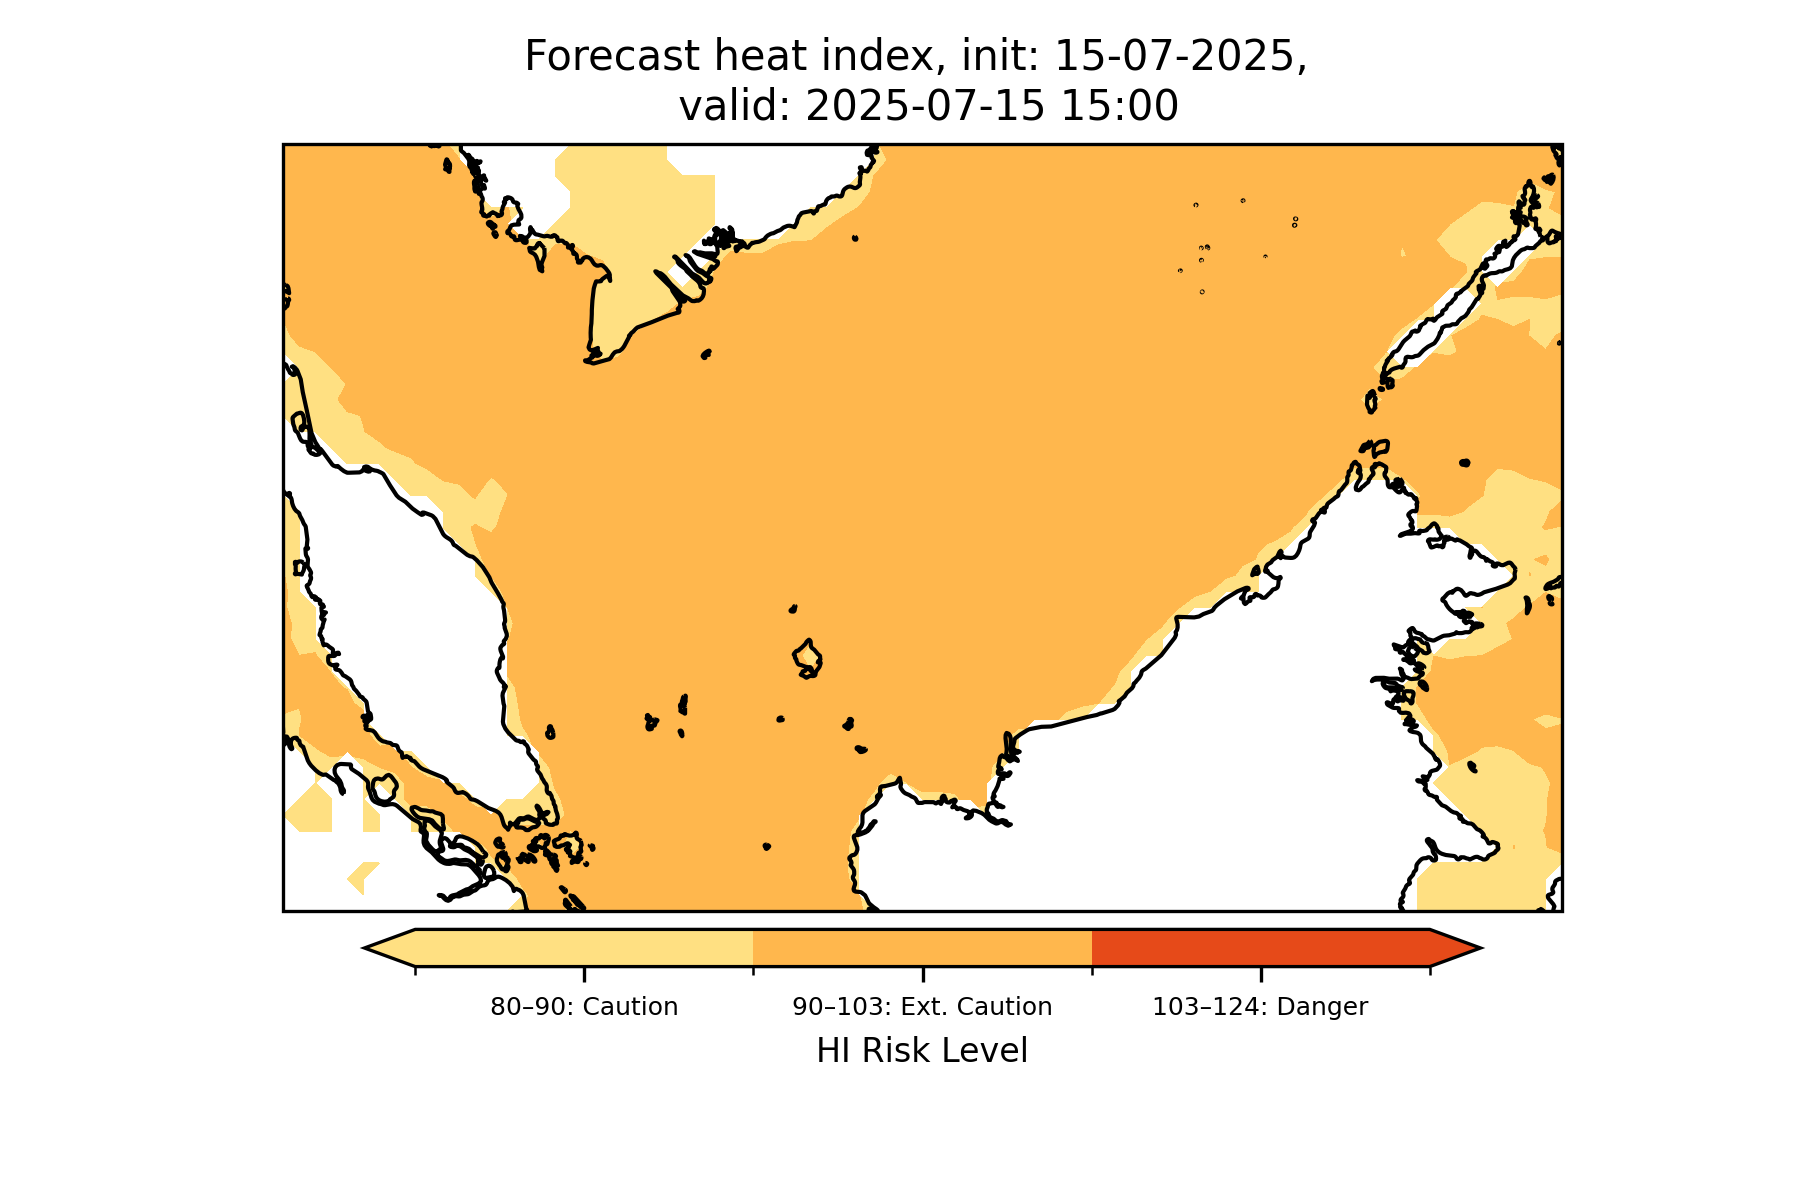 Forecast heat index, init: 15-07-2025,
valid: 2025-07-15 15:00
80–90: Caution
90–103: Ext. Caution
103–124: Danger
HI Risk Level